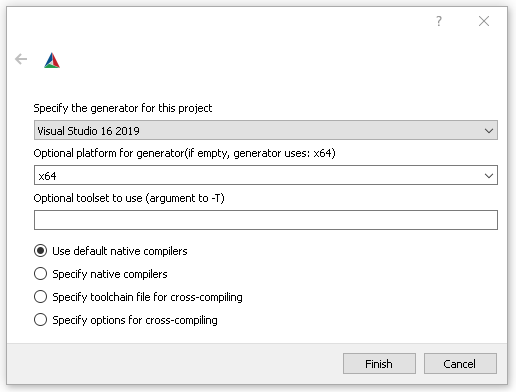 ?
Specify the generator for this project
Visual Studio 16 2019
Optional platform for generator(if empty, generator uses: x64)
x64
Optional toolset to use (argument to -T)
Use default native compilers
Specify native compilers
Specify toolchain file for cross-compiling
Specify options for cross-compiling
Finish Cancel